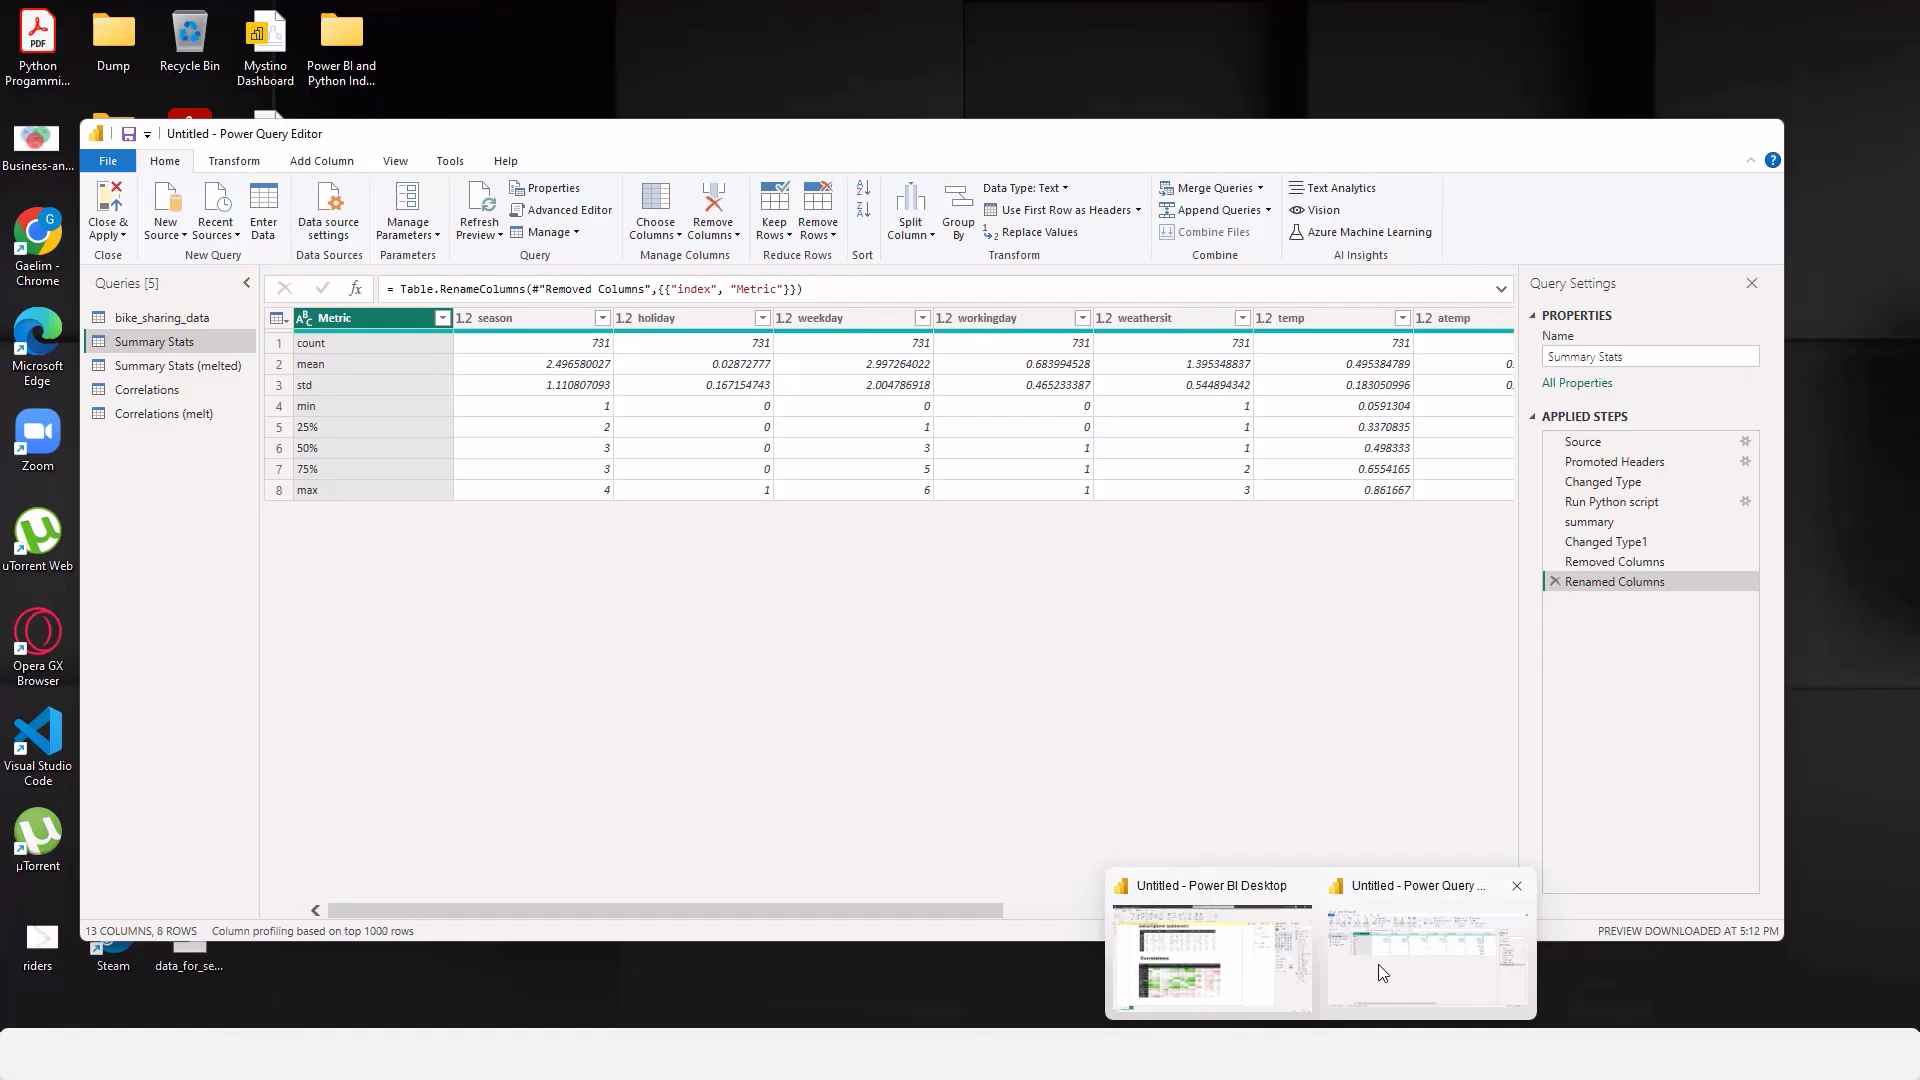 PDF
Python
Progammi...
Dump
Recycle Bin
Mystino
Dashboard
Power BI and
Python Ind...
Business-an...
G
Gaelim -
Chrome
Microsoft
Edge
Zoom
uTorrent Web
Opera GX
Browser
Visual Studio
Code
µTorrent
riders
Steam
data_for_se...
Untitled - Power Query Editor
File
Home
Transform
Add Column
View
Tools
Help
?
Close &
Apply
Close
New
Source
Recent
Sources
Enter
Data
New Query
Data source
settings
Data Sources
Manage
Parameters
Parameters
Refresh
Preview
Properties
Advanced Editor
Manage
Query
Choose
Columns
Remove
Columns
Manage Columns
Keep
Rows
Remove
Rows
Reduce Rows
Sort
Split
Column
Group
By
Data Type: Text
Use First Row as Headers
Replace Values
Transform
Merge Queries
Append Queries
Combine Files
Combine
Text Analytics
Vision
Azure Machine Learning
AI Insights
Queries [5]
bike_sharing_data
Summary Stats
Summary Stats (melted)
Correlations
Correlations (melt)
fx
= Table.RenameColumns(#"Removed Columns",{{"index", "Metric"}})
ABC Metric 1.2 season 1.2 holiday 1.2 weekday 1.2 workingday 1.2 weathersit 1.2 temp 1.2 atemp
1 count 731 731 731 731 731 731
2 mean 2.496580027 0.02872777 2.997264022 0.683994528 1.395348837 0.495384789 0.
3 std 1.110807093 0.167154743 2.004786918 0.465233387 0.544894342 0.183050996 0.
4 min 1 0 0 0 1 0.0591304
5 25% 2 0 1 0 1 0.3370835
6 50% 3 0 3 1 1 0.498333
7 75% 3 0 5 1 2 0.6554165
8 max 4 1 6 1 3 0.861667
Query Settings
PROPERTIES
Name
Summary Stats
All Properties
APPLIED STEPS
Source
Promoted Headers
Changed Type
Run Python script
summary
Changed Type1
Removed Columns
Renamed Columns
13 COLUMNS, 8 ROWS
Column profiling based on top 1000 rows
PREVIEW DOWNLOADED AT 5:12 PM
Untitled - Power BI Desktop
Untitled - Power Query ...
Correlations